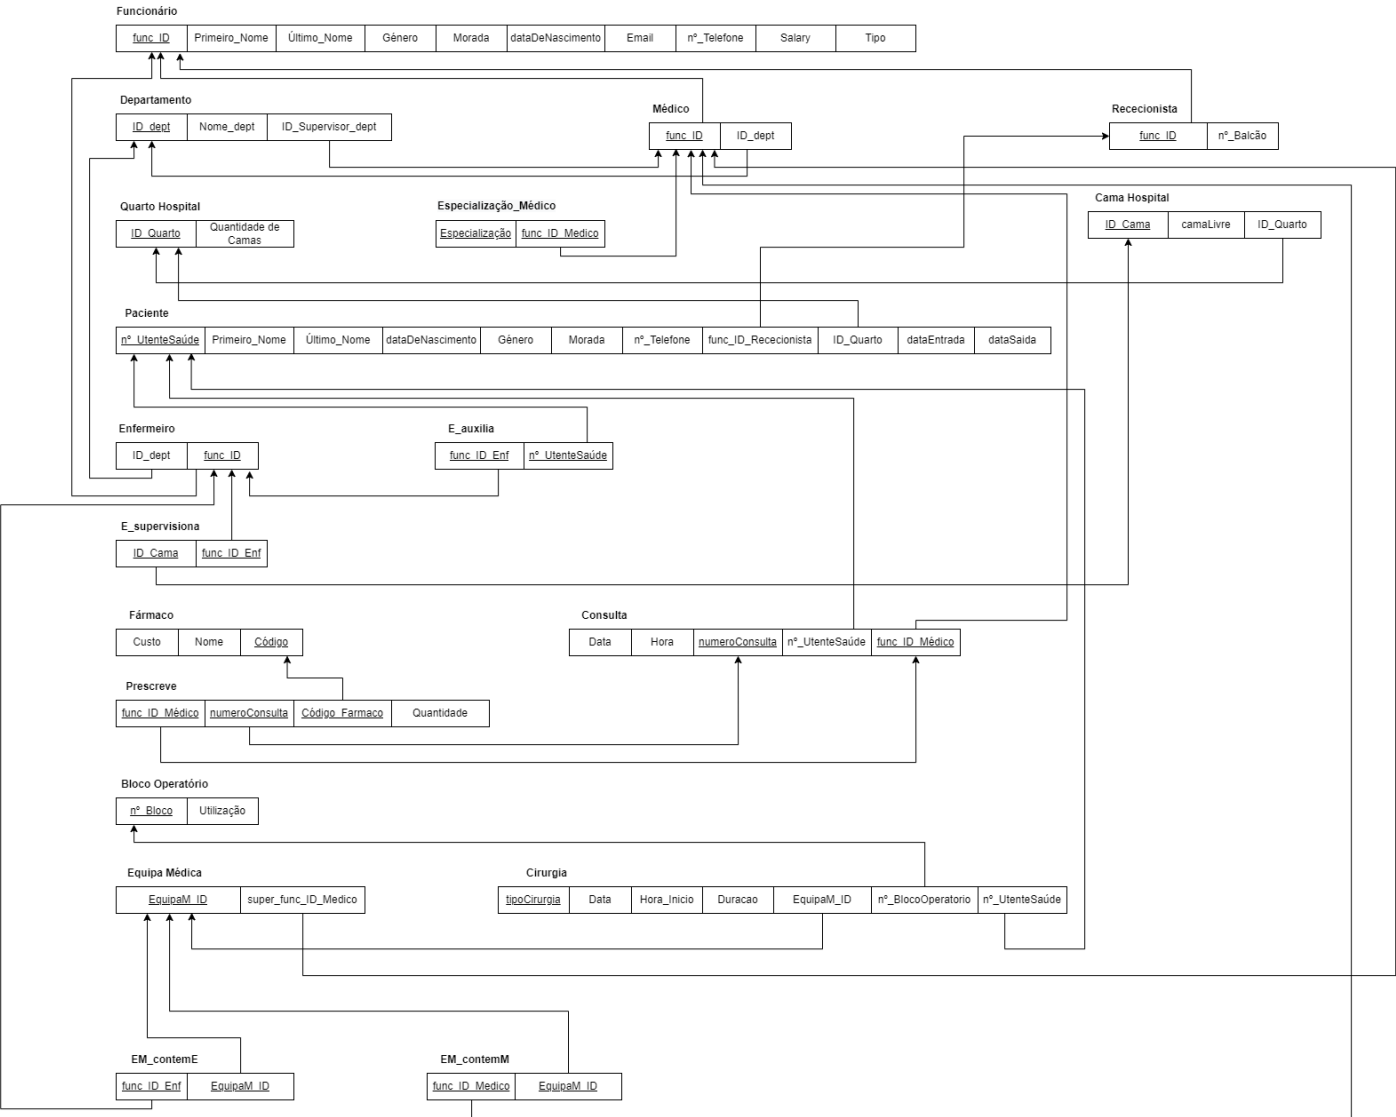 Funcionário
func_ID Primeiro_Nome Último_Nome Género Morada dataDeNascimento Email nº_Telefone Salary Tipo
Departamento
ID_dept Nome_dept ID_Supervisor_dept
Médico
func_ID ID_dept
Rececionista
func_ID nº_Balcão
Quarto Hospital
ID_Quarto Quantidade de
Camas
Especialização_Médico
Especialização func_ID_Medico
Cama Hospital
ID_Cama camaLivre ID_Quarto
Paciente
nº_UtenteSaúde Primeiro_Nome Último_Nome dataDeNascimento Género Morada nº_Telefone func_ID_Rececionista ID_Quarto dataEntrada dataSaida
Enfermeiro
ID_dept func_ID
E_auxilia
func_ID_Enf nº_UtenteSaúde
E_supervisiona
ID_Cama func_ID_Enf
Fármaco
Custo Nome Código
Consulta
Data Hora numeroConsulta nº_UtenteSaúde func_ID_Médico
Prescreve
func_ID_Médico numeroConsulta Código_Farmaco Quantidade
Bloco Operatório
nº_Bloco Utilização
Equipa Médica
EquipaM_ID super_func_ID_Medico
Cirurgia
tipoCirurgia Data Hora_Inicio Duracao EquipaM_ID nº_BlocoOperatorio nº_UtenteSaúde
EM_contemE
func_ID_Enf EquipaM_ID
EM_contemM
func_ID_Medico EquipaM_ID